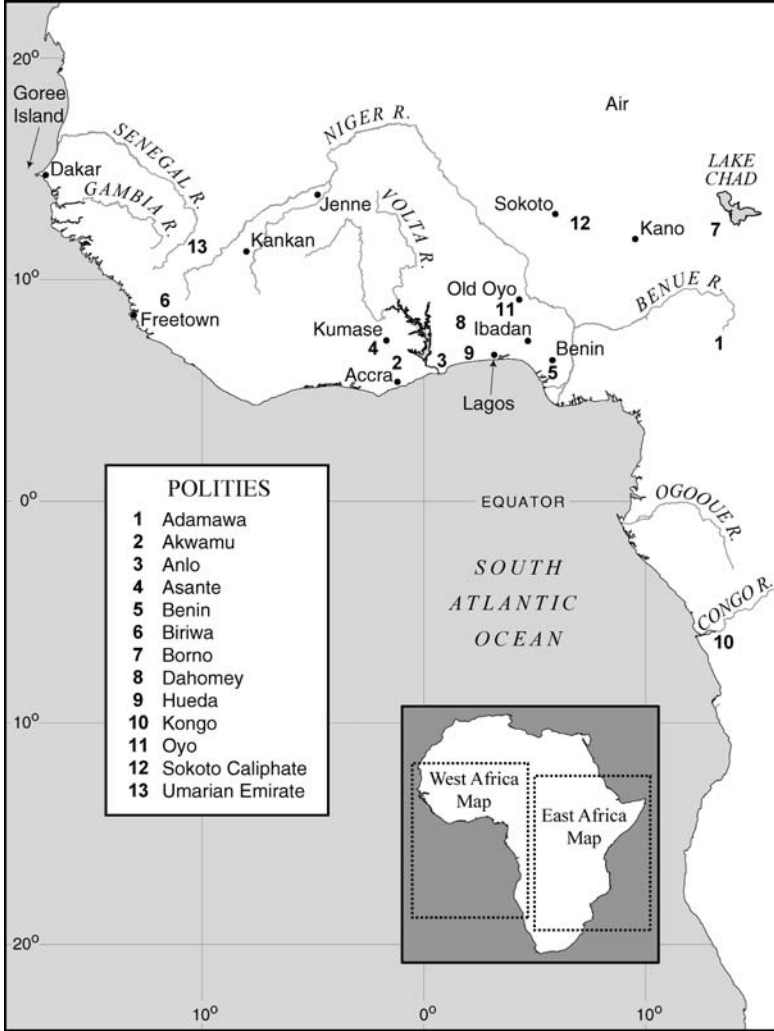 20°
Goree
Island
Dakar
SENEGAL R.
GAMBIA R.
NIGER R.
Air
LAKE
CHAD
Jenne
VOLTA R.
Sokoto
12
Kano
7
13
Kankan
10°
BENUE R.
6
Freetown
Old Oyo
11
8
Ibadan
Kumase
4
2
3
9
Benin
5
1
Accra
Lagos
POLITIES
1 Adamawa
2 Akwamu
3 Anlo
4 Asante
5 Benin
6 Biriwa
7 Borno
8 Dahomey
9 Hueda
10 Kongo
11 Oyo
12 Sokoto Caliphate
13 Umarian Emirate
0°
EQUATOR
OGOOUE R.
SOUTH
ATLANTIC
OCEAN
CONGO R.
10
10°
West Africa
Map
East Africa
Map
20°
10°
0°
10°